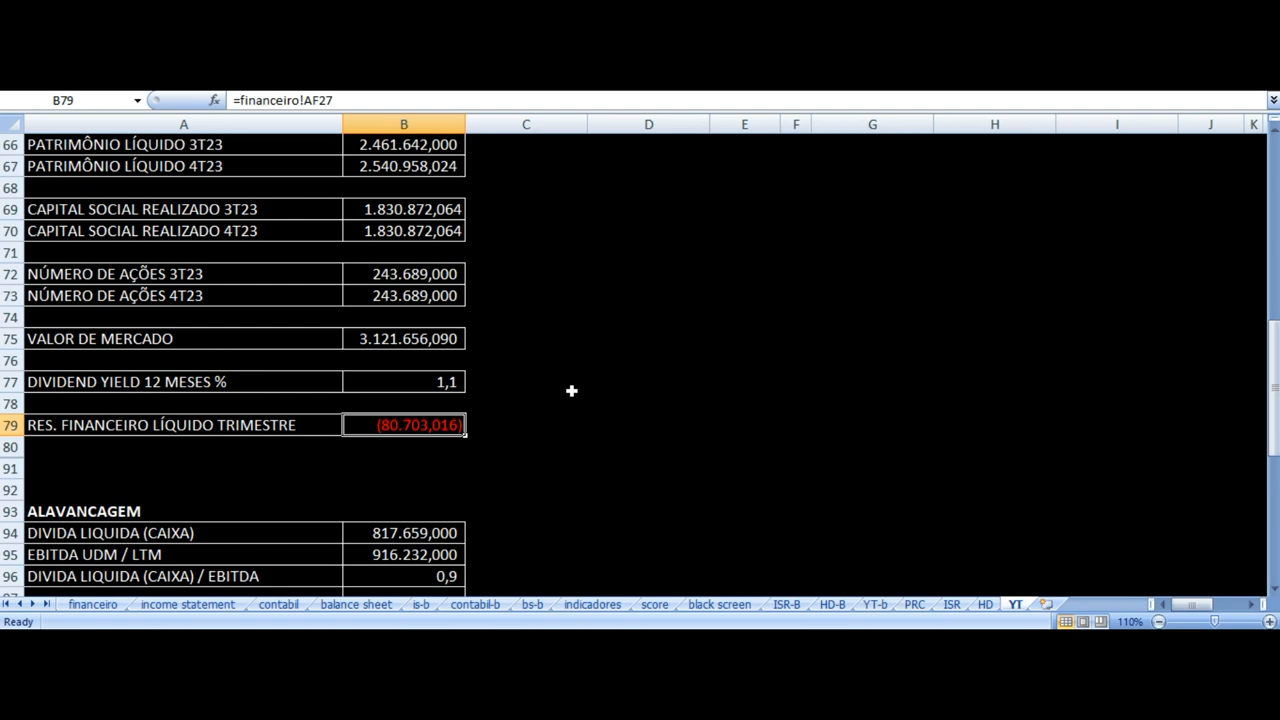 B79 fx =financeiro!AF27
A B C D E F G H I J K
66 PATRIMÔNIO LÍQUIDO 3T23 2.461.642,000
67 PATRIMÔNIO LÍQUIDO 4T23 2.540.958,024
68
69 CAPITAL SOCIAL REALIZADO 3T23 1.830.872,064
70 CAPITAL SOCIAL REALIZADO 4T23 1.830.872,064
71
72 NÚMERO DE AÇÕES 3T23 243.689,000
73 NÚMERO DE AÇÕES 4T23 243.689,000
74
75 VALOR DE MERCADO 3.121.656,090
76
77 DIVIDEND YIELD 12 MESES % 1,1
78
79 RES. FINANCEIRO LÍQUIDO TRIMESTRE (80.703,016)
80
91
92
93 ALAVANCAGEM
94 DIVIDA LIQUIDA (CAIXA) 817.659,000
95 EBITDA UDM / LTM 916.232,000
96 DIVIDA LIQUIDA (CAIXA) / EBITDA 0,9
financeiro income statement contabil balance sheet is-b contabil-b bs-b indicadores score black screen ISR-B HD-B YT-b PRC ISR HD YT
Ready 110%